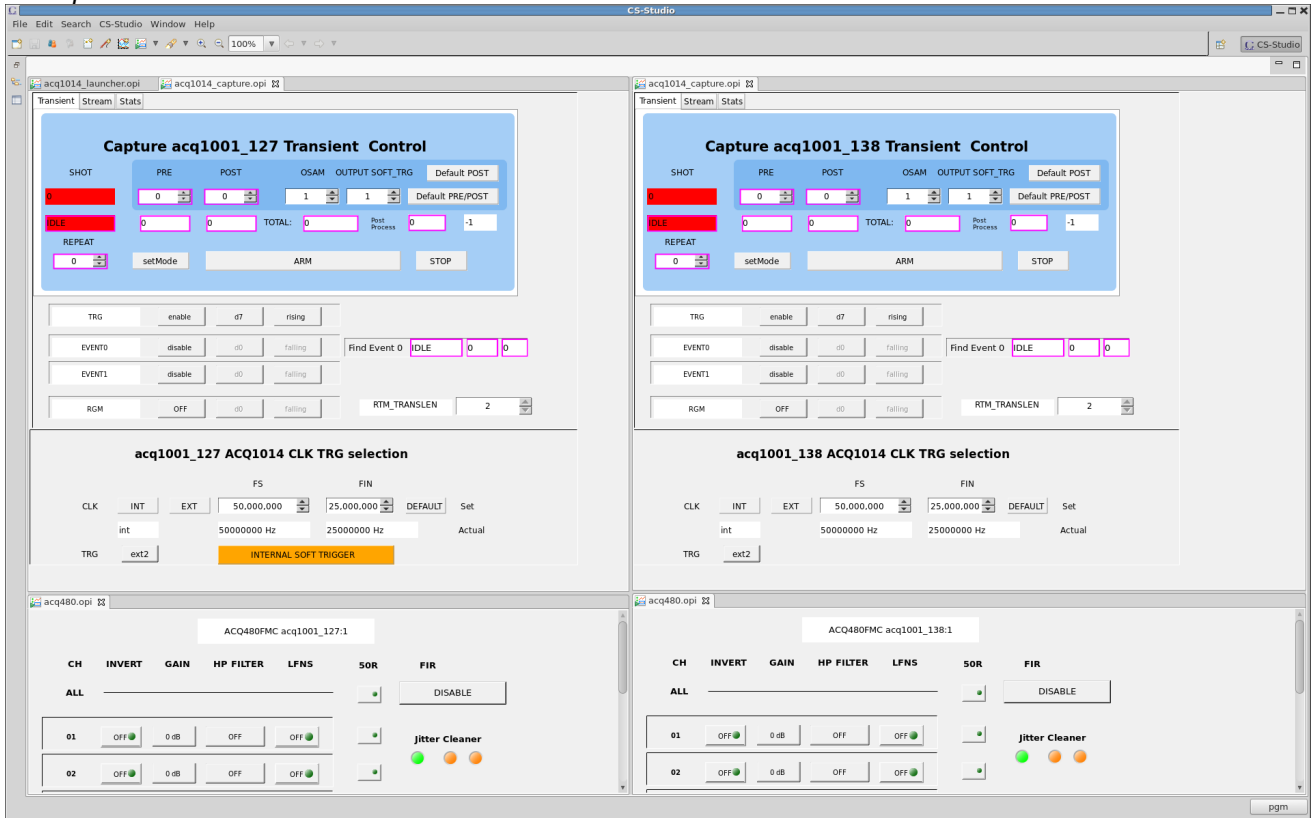 CS-Studio
File Edit Search CS-Studio Window Help
100%
CS-Studio
acq1014_launcher.opi acq1014_capture.opi
Transient Stream Stats
Capture acq1001_127 Transient Control
SHOT PRE POST OSAM OUTPUT SOFT_TRG Default POST
0 0 0 1 1 Default PRE/POST
IDLE 0 0 TOTAL: 0 Post Process 0 -1
REPEAT
0 setMode ARM STOP
TRG enable d7 rising
EVENT0 disable d0 falling Find Event 0 IDLE 0 0
EVENT1 disable d0 falling
RGM OFF d0 falling RTM_TRANSLEN 2
acq1001_127 ACQ1014 CLK TRG selection
FS FIN
CLK INT EXT 50,000,000 25,000,000 DEFAULT Set
int 50000000 Hz 25000000 Hz Actual
TRG ext2 INTERNAL SOFT TRIGGER
acq1014_capture.opi
Transient Stream Stats
Capture acq1001_138 Transient Control
SHOT PRE POST OSAM OUTPUT SOFT_TRG Default POST
0 0 0 1 1 Default PRE/POST
IDLE 0 0 TOTAL: 0 Post Process 0 -1
REPEAT
0 setMode ARM STOP
TRG enable d7 rising
EVENT0 disable d0 falling Find Event 0 IDLE 0 0
EVENT1 disable d0 falling
RGM OFF d0 falling RTM_TRANSLEN 2
acq1001_138 ACQ1014 CLK TRG selection
FS FIN
CLK INT EXT 50,000,000 25,000,000 DEFAULT Set
int 50000000 Hz 25000000 Hz Actual
TRG ext2
acq480.opi
ACQ480FMC acq1001_127:1
CH INVERT GAIN HP FILTER LFNS 50R FIR
ALL DISABLE
01 OFF 0 dB OFF OFF Jitter Cleaner
02 OFF 0 dB OFF OFF
acq480.opi
ACQ480FMC acq1001_138:1
CH INVERT GAIN HP FILTER LFNS 50R FIR
ALL DISABLE
01 OFF 0 dB OFF OFF Jitter Cleaner
02 OFF 0 dB OFF OFF
pgm